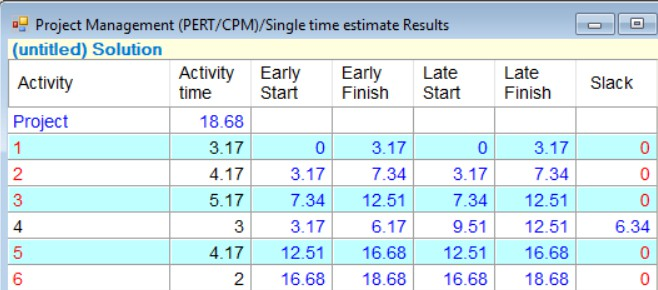 Project Management (PERT/CPM)/Single time estimate Results
(untitled) Solution
Activity Activity time Early Start Early Finish Late Start Late Finish Slack
Project 18.68
1 3.17 0 3.17 0 3.17 0
2 4.17 3.17 7.34 3.17 7.34 0
3 5.17 7.34 12.51 7.34 12.51 0
4 3 3.17 6.17 9.51 12.51 6.34
5 4.17 12.51 16.68 12.51 16.68 0
6 2 16.68 18.68 16.68 18.68 0